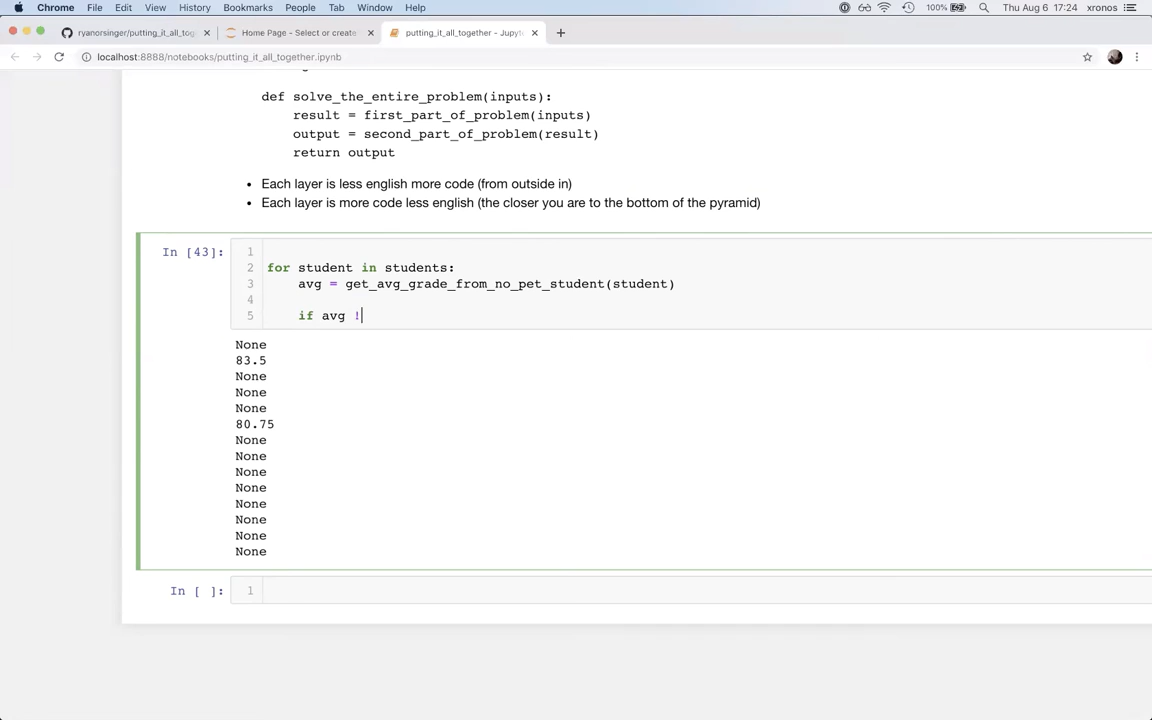 Chrome File Edit View History Bookmarks People Tab Window Help 100% Thu Aug 6 17:24 xronos
ryanorsinger/putting_it_all_tog Home Page - Select or create putting_it_all_together - Jupyt
localhost:8888/notebooks/putting_it_all_together.ipynb
def solve_the_entire_problem(inputs):
result = first_part_of_problem(inputs)
output = second_part_of_problem(result)
return output
• Each layer is less english more code (from outside in)
• Each layer is more code less english (the closer you are to the bottom of the pyramid)
In [43]: 1
2 for student in students:
3 avg = get_avg_grade_from_no_pet_student(student)
4
5 if avg !
None
83.5
None
None
None
80.75
None
None
None
None
None
None
None
None
In [ ]: 1